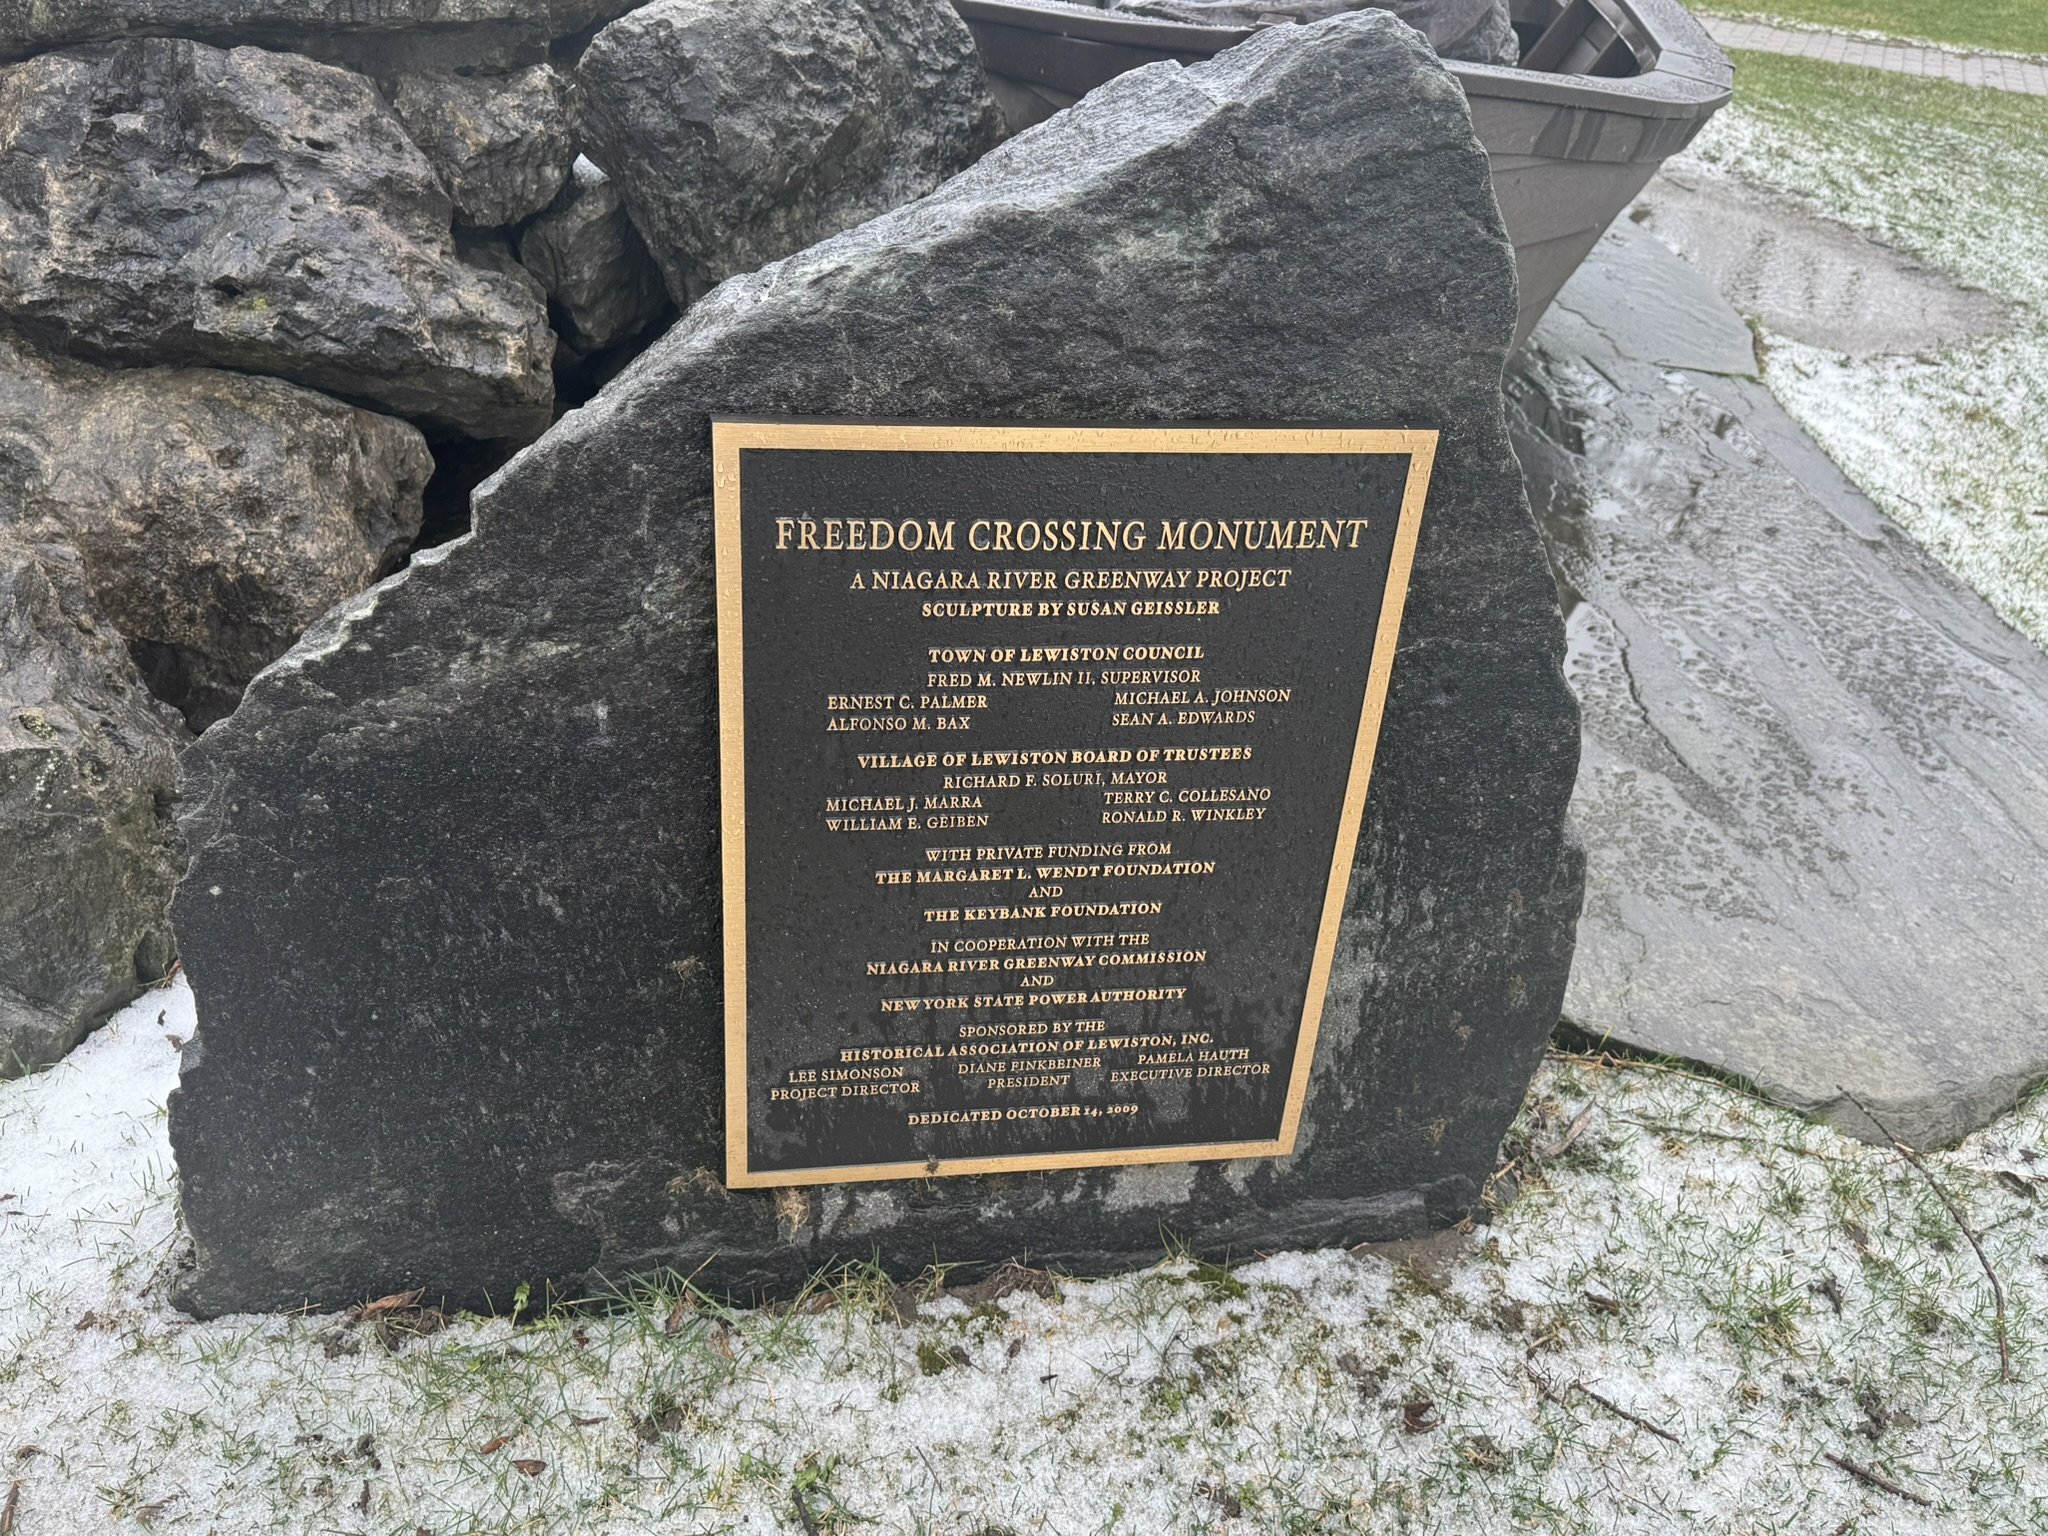 FREEDOM CROSSING MONUMENT
A NIAGARA RIVER GREENWAY PROJECT
SCULPTURE BY SUSAN GEISSLER
TOWN OF LEWISTON COUNCIL
FRED M. NEWLIN II, SUPERVISOR
ERNEST C. PALMER MICHAEL A. JOHNSON
ALFONSO M. BAX SEAN A. EDWARDS
VILLAGE OF LEWISTON BOARD OF TRUSTEES
RICHARD F. SOLURI, MAYOR
MICHAEL J. MARRA TERRY C. COLLESANO
WILLIAM E. GEIBEN RONALD R. WINKLEY
WITH PRIVATE FUNDING FROM
THE MARGARET L. WENDT FOUNDATION
AND
THE KEYBANK FOUNDATION
IN COOPERATION WITH THE
NIAGARA RIVER GREENWAY COMMISSION
AND
NEW YORK STATE POWER AUTHORITY
SPONSORED BY THE
HISTORICAL ASSOCIATION OF LEWISTON, INC.
LEE SIMONSON DIANE FINKBEINER PAMELA HAUTH
PROJECT DIRECTOR PRESIDENT EXECUTIVE DIRECTOR
DEDICATED OCTOBER 14, 2009